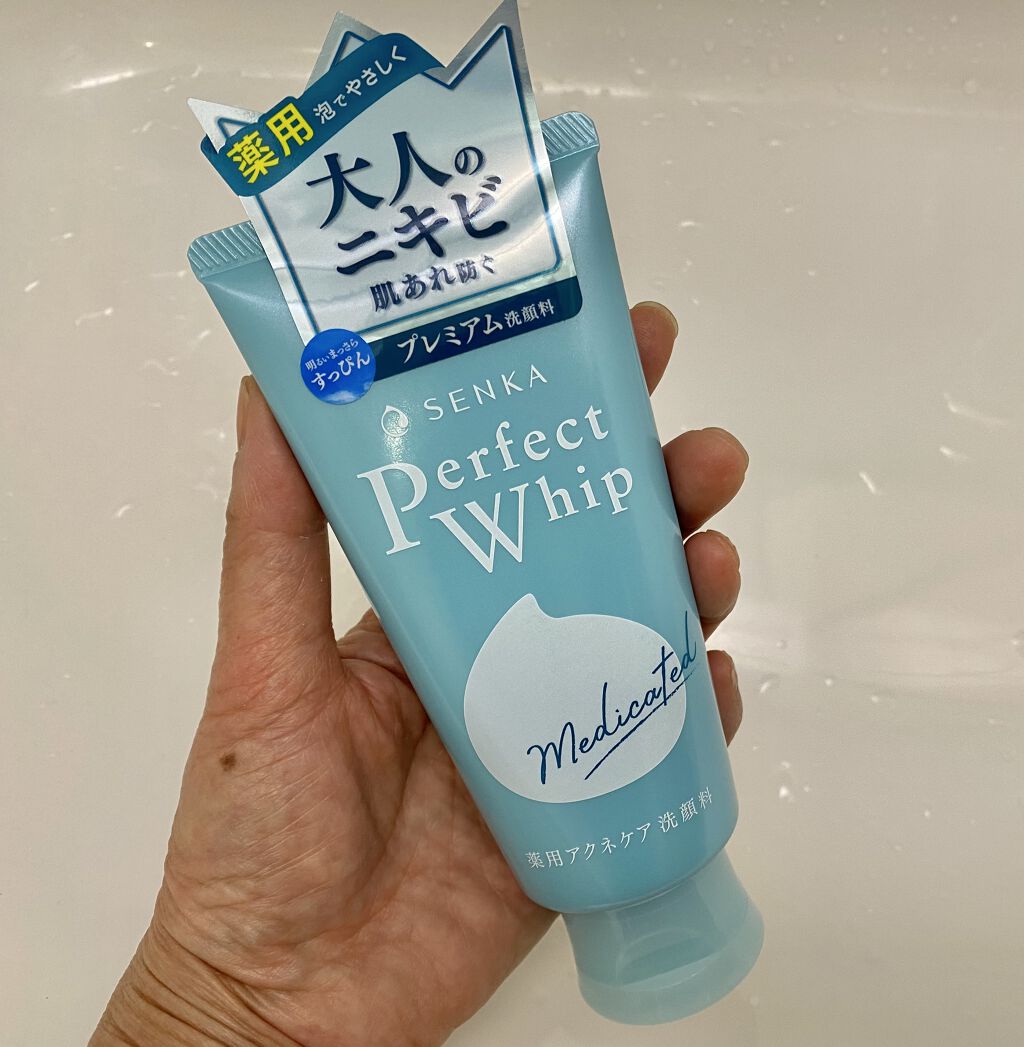 薬用 泡でやさしく
大人の
ニキビ
肌あれ防ぐ
プレミアム洗顔料
明るいまっさら
すっぴん
SENKA
Perfect
Whip
Medicated
薬用アクネケア 洗顔料